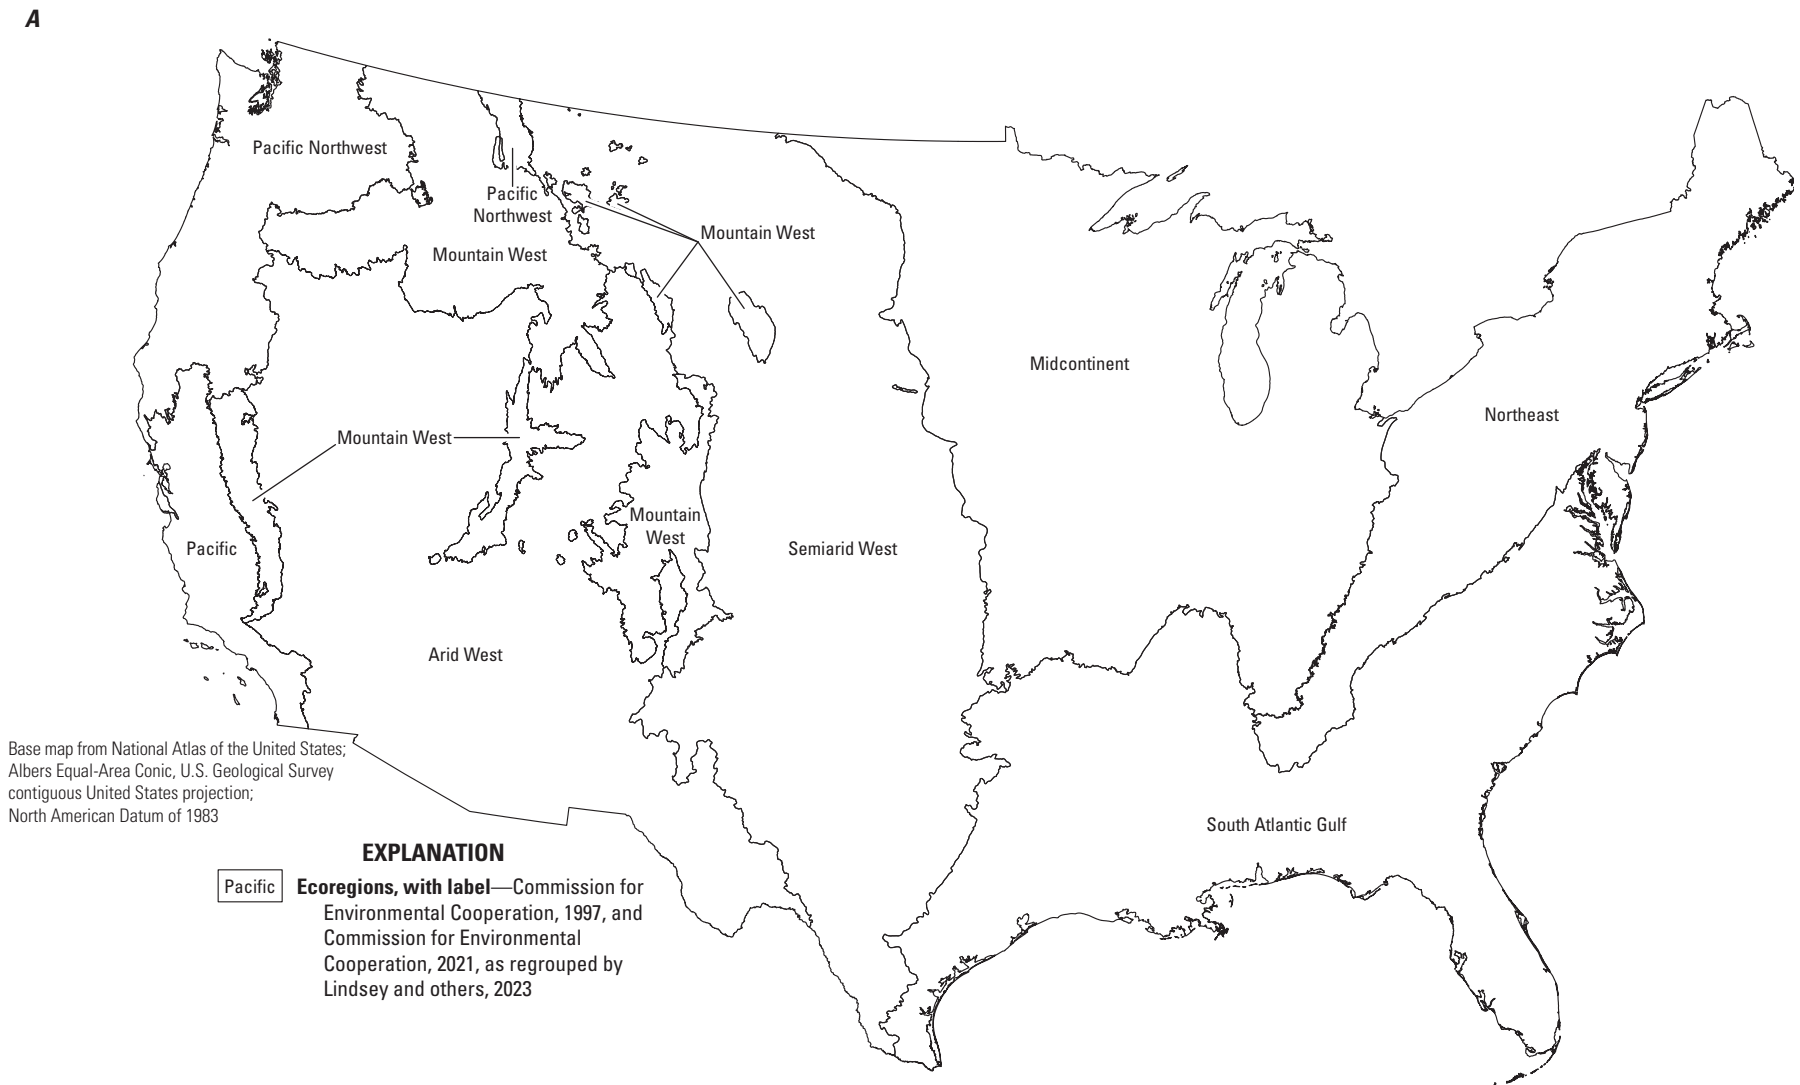 A
Pacific Northwest
Pacific
Northwest
Mountain West
Mountain West
Midcontinent
Northeast
Mountain West
Mountain
West
Pacific
Semiarid West
Arid West
South Atlantic Gulf
Base map from National Atlas of the United States;
Albers Equal-Area Conic, U.S. Geological Survey
contiguous United States projection;
North American Datum of 1983
EXPLANATION
Pacific
Ecoregions, with label—Commission for
Environmental Cooperation, 1997, and
Commission for Environmental
Cooperation, 2021, as regrouped by
Lindsey and others, 2023